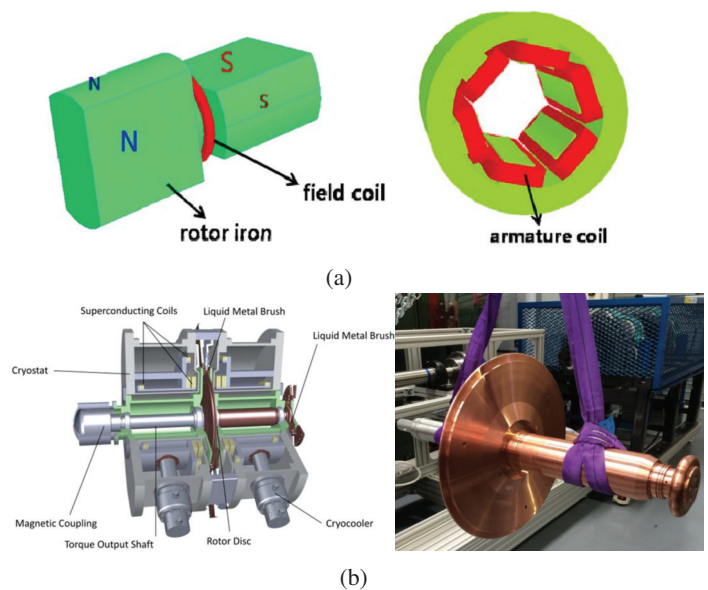 N
S
N
S
field coil
rotor iron
armature coil
(a)
Superconducting Coils
Liquid Metal Brush
Liquid Metal Brush
Cryostat
Magnetic Coupling
Cryocooler
Torque Output Shaft
Rotor Disc
(b)